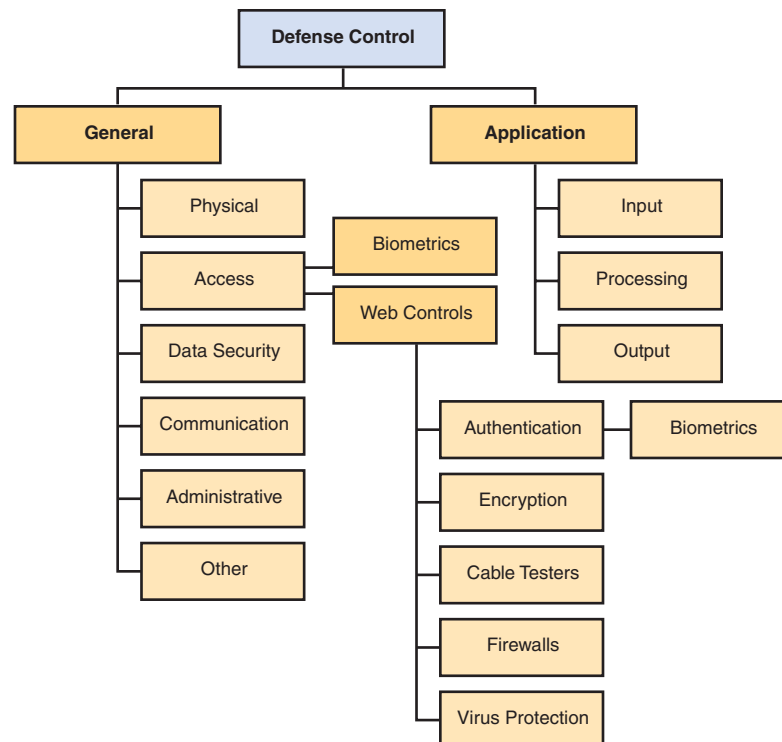 Defense Control
General
Application
Physical
Access
Data Security
Communication
Administrative
Other
Biometrics
Web Controls
Authentication
Biometrics
Encryption
Cable Testers
Firewalls
Virus Protection
Input
Processing
Output